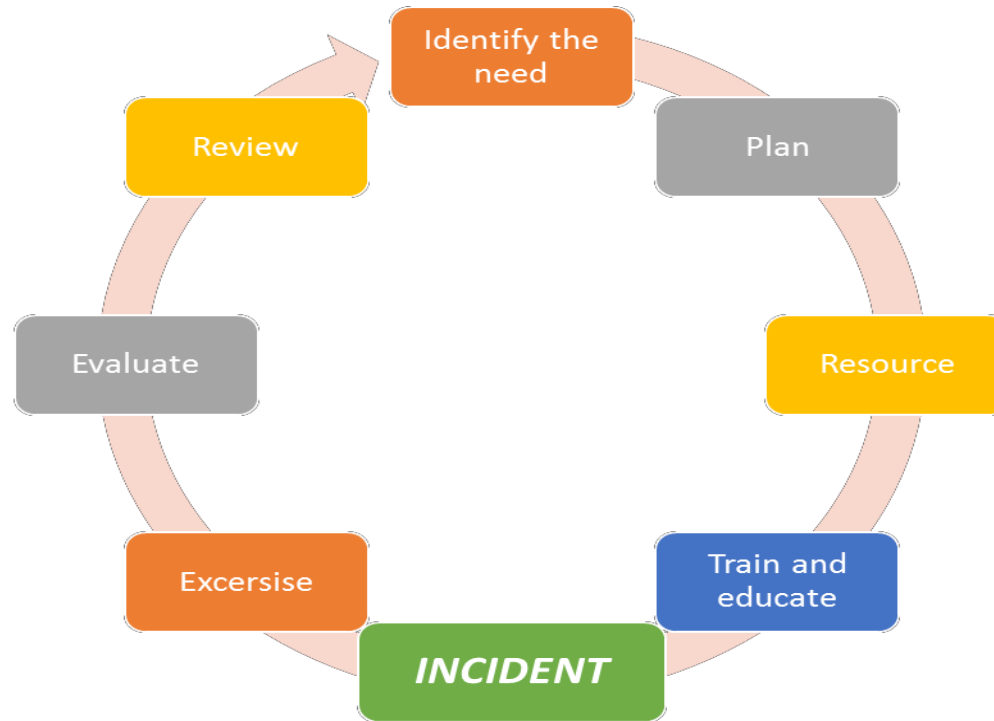 Identify the
need
Plan
Resource
Train and
educate
INCIDENT
Excersise
Evaluate
Review